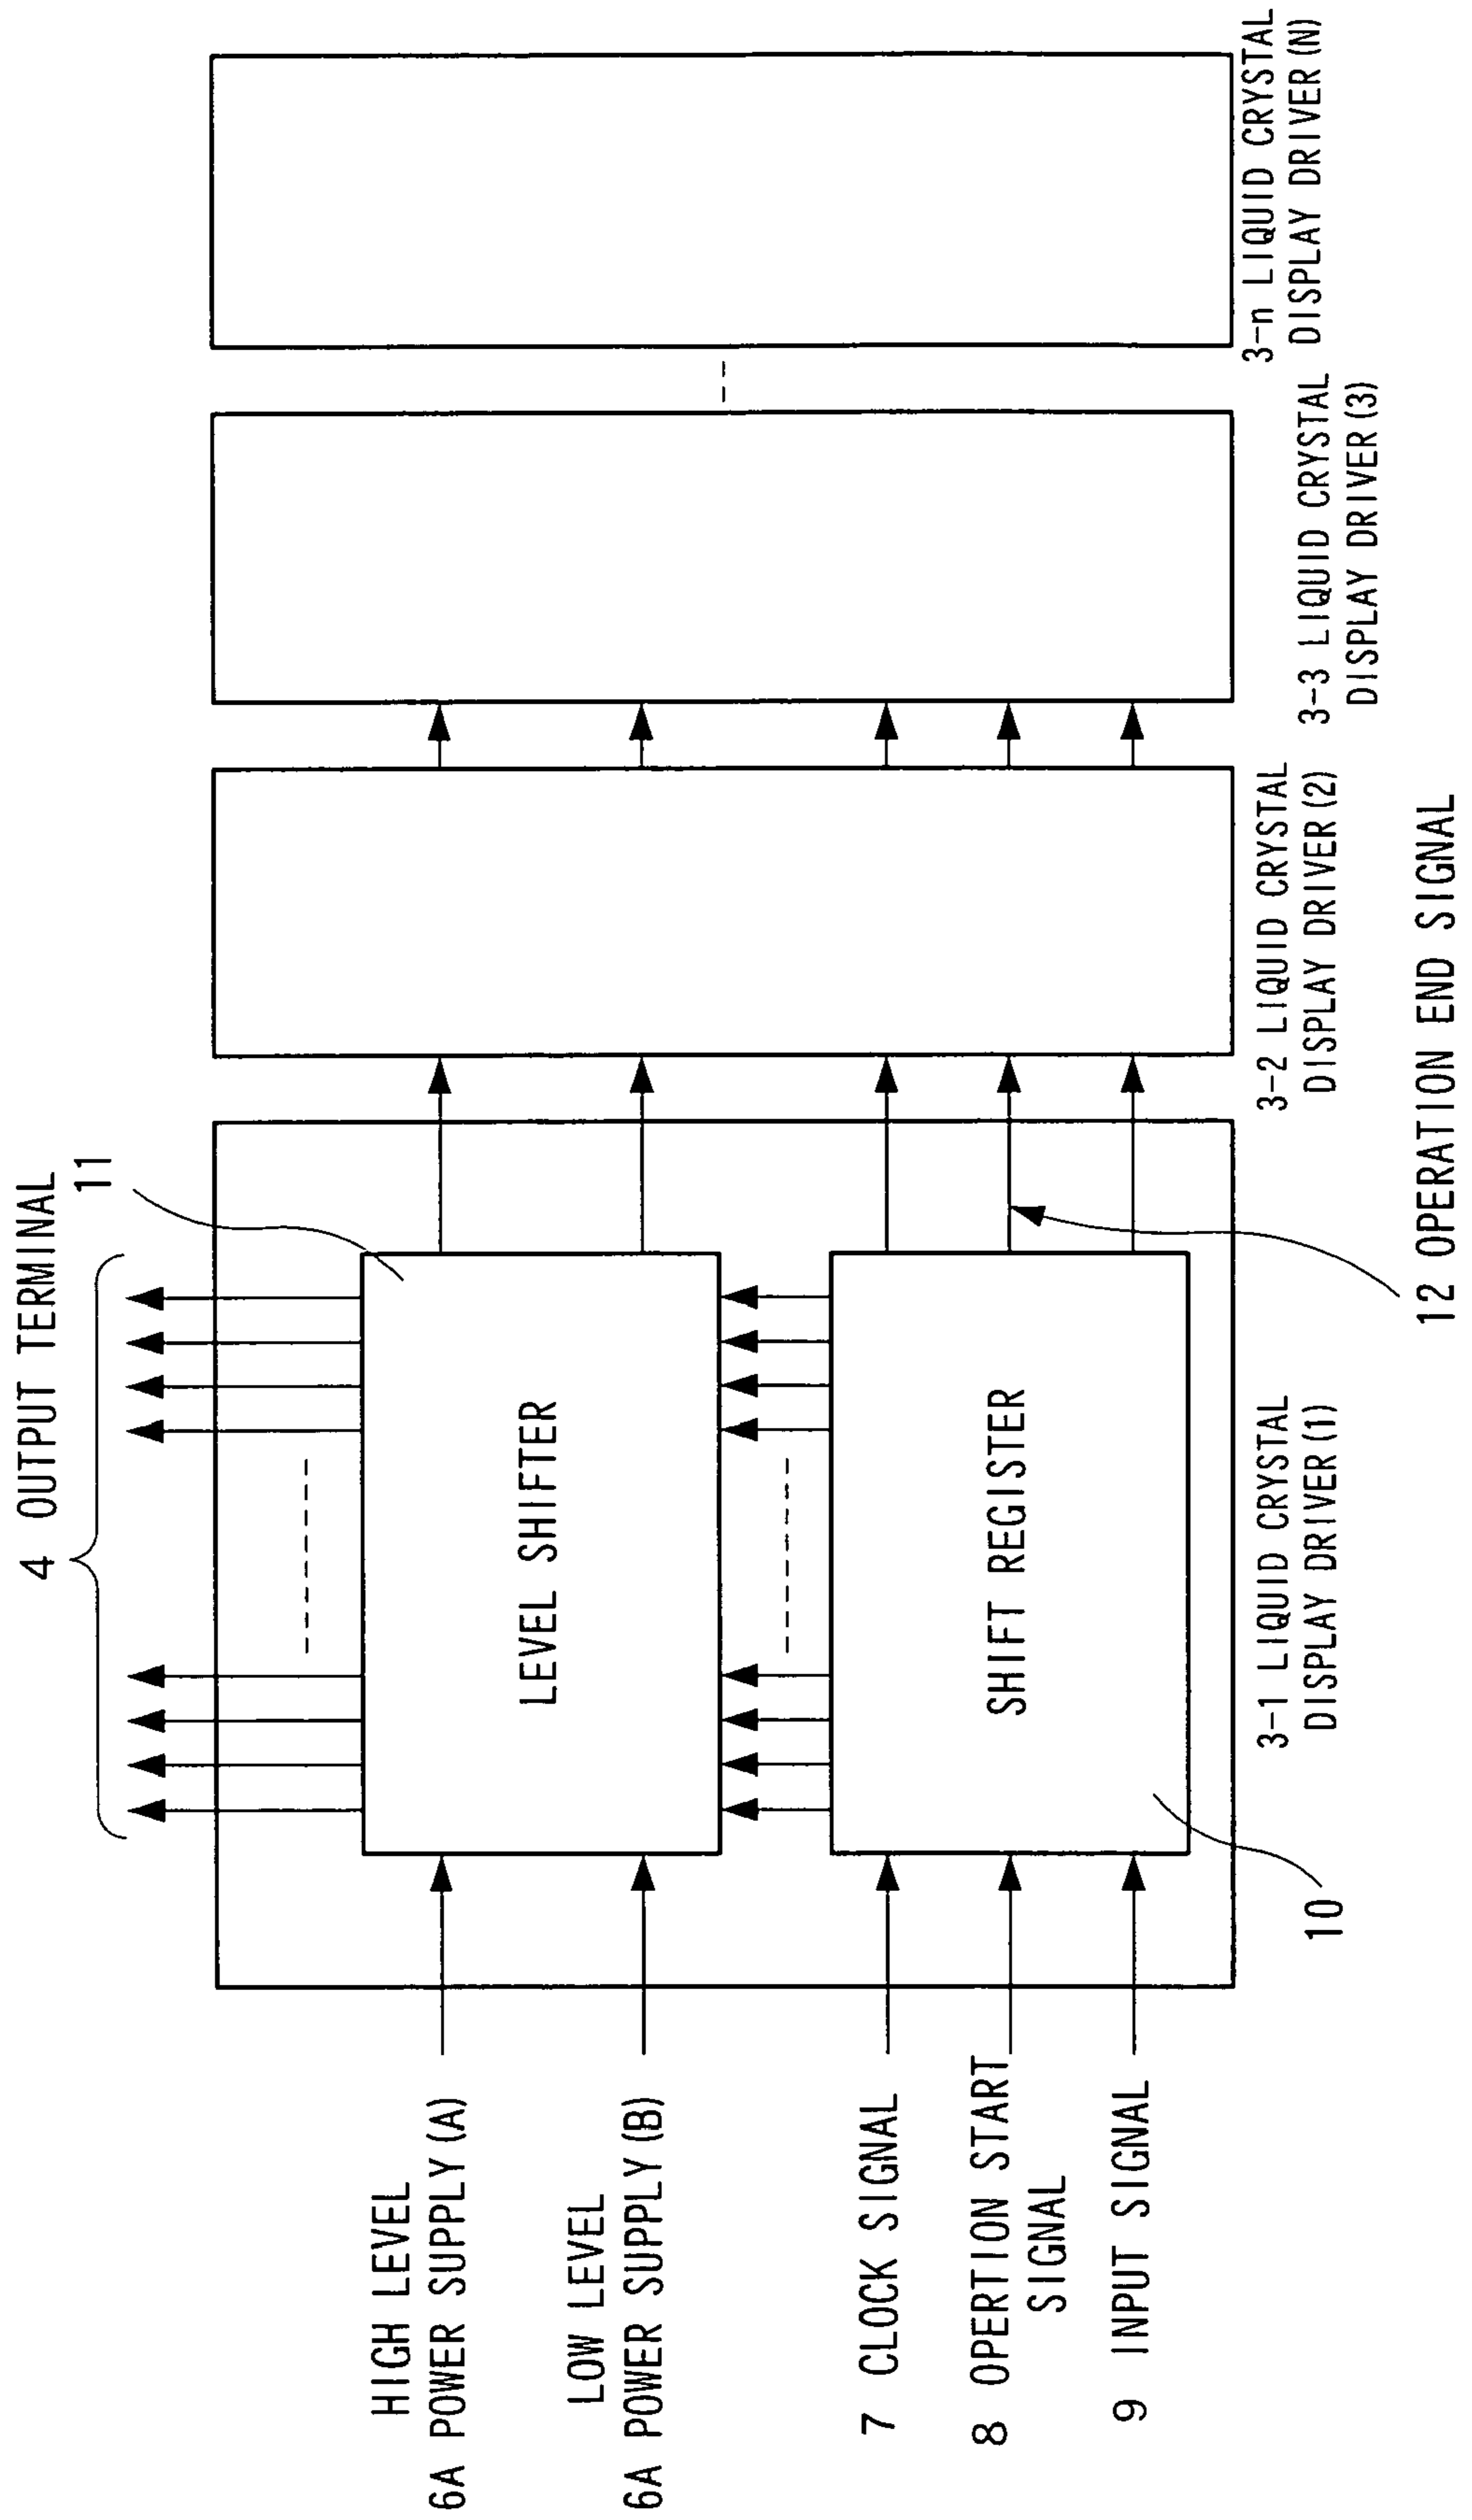 4 OUTPUT TERMINAL
11
HIGH LEVEL
6A POWER SUPPLY(A)
LOW LEVEL
6A POWER SUPPLY(B)
7 CLOCK SIGNAL
8 OPERTION START
SIGNAL
9 INPUT SIGNAL
LEVEL SHIFTER
SHIFT REGISTER
10
3-1 LIQUID CRYSTAL
DISPLAY DRIVER(1)
3-2 LIQUID CRYSTAL
DISPLAY DRIVER(2)
3-3 LIQUID CRYSTAL
DISPLAY DRIVER(3)
3-n LIQUID CRYSTAL
DISPLAY DRIVER(N)
12 OPERATION END SIGNAL